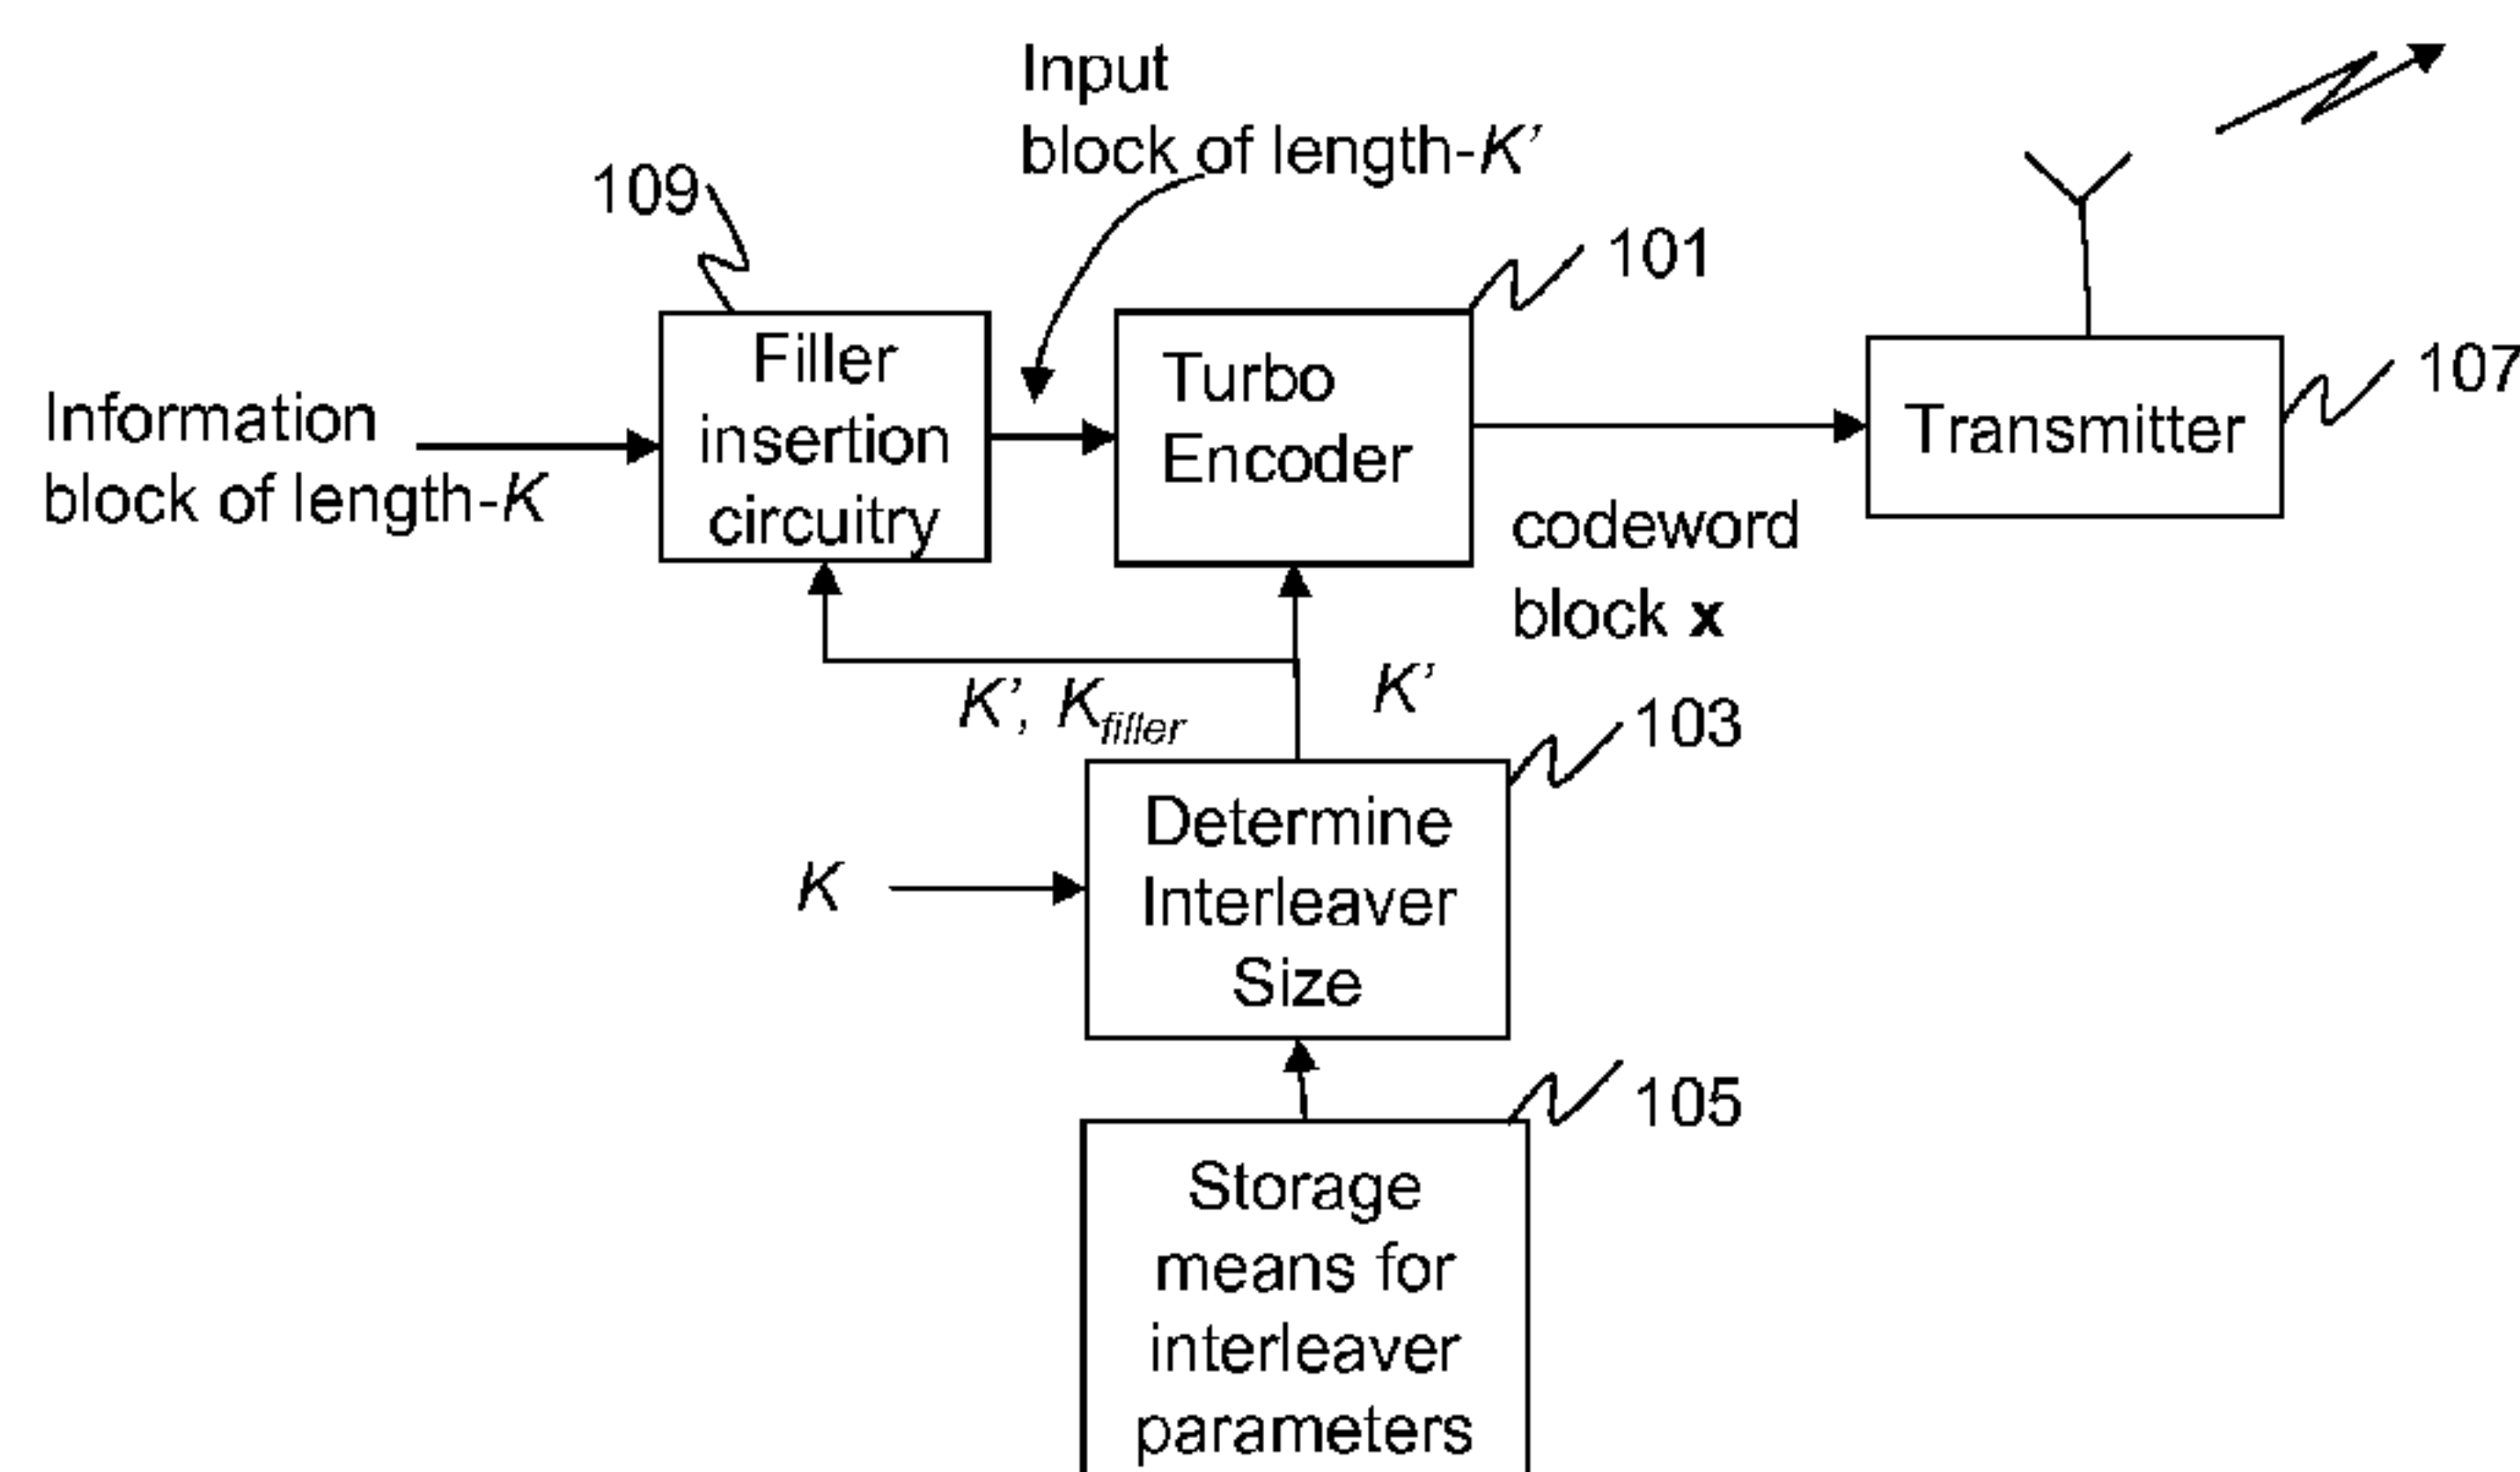 Input
block of length-K’
109
101
Filler
insertion
circuitry
Turbo
Encoder
107
Transmitter
Information
block of length-K
codeword
block x
K’, Kfiller
K’
103
Determine
Interleaver
Size
K
105
Storage
means for
interleaver
parameters